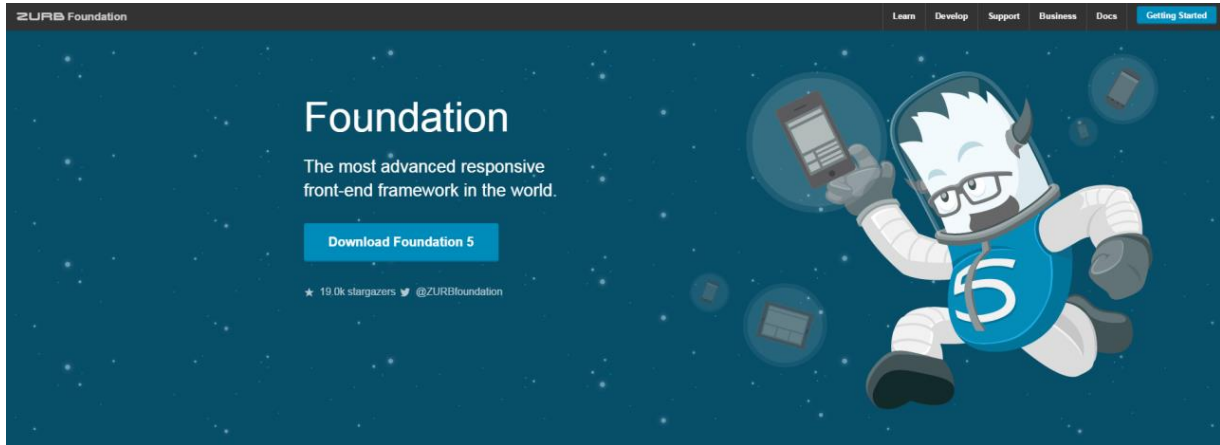 ZURB Foundation
Learn Develop Support Business Docs Getting Started
Foundation
The most advanced responsive
front-end framework in the world.
Download Foundation 5
19.0k stargazers @ZURBfoundation
5